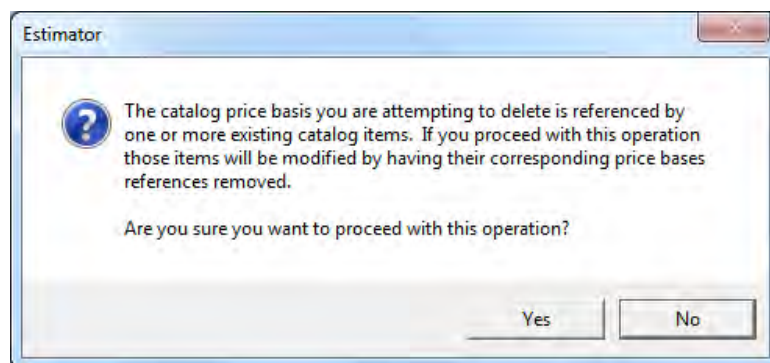 Estimator
The catalog price basis you are attempting to delete is referenced by
one or more existing catalog items. If you proceed with this operation
those items will be modified by having their corresponding price bases
references removed.
Are you sure you want to proceed with this operation?
Yes
No